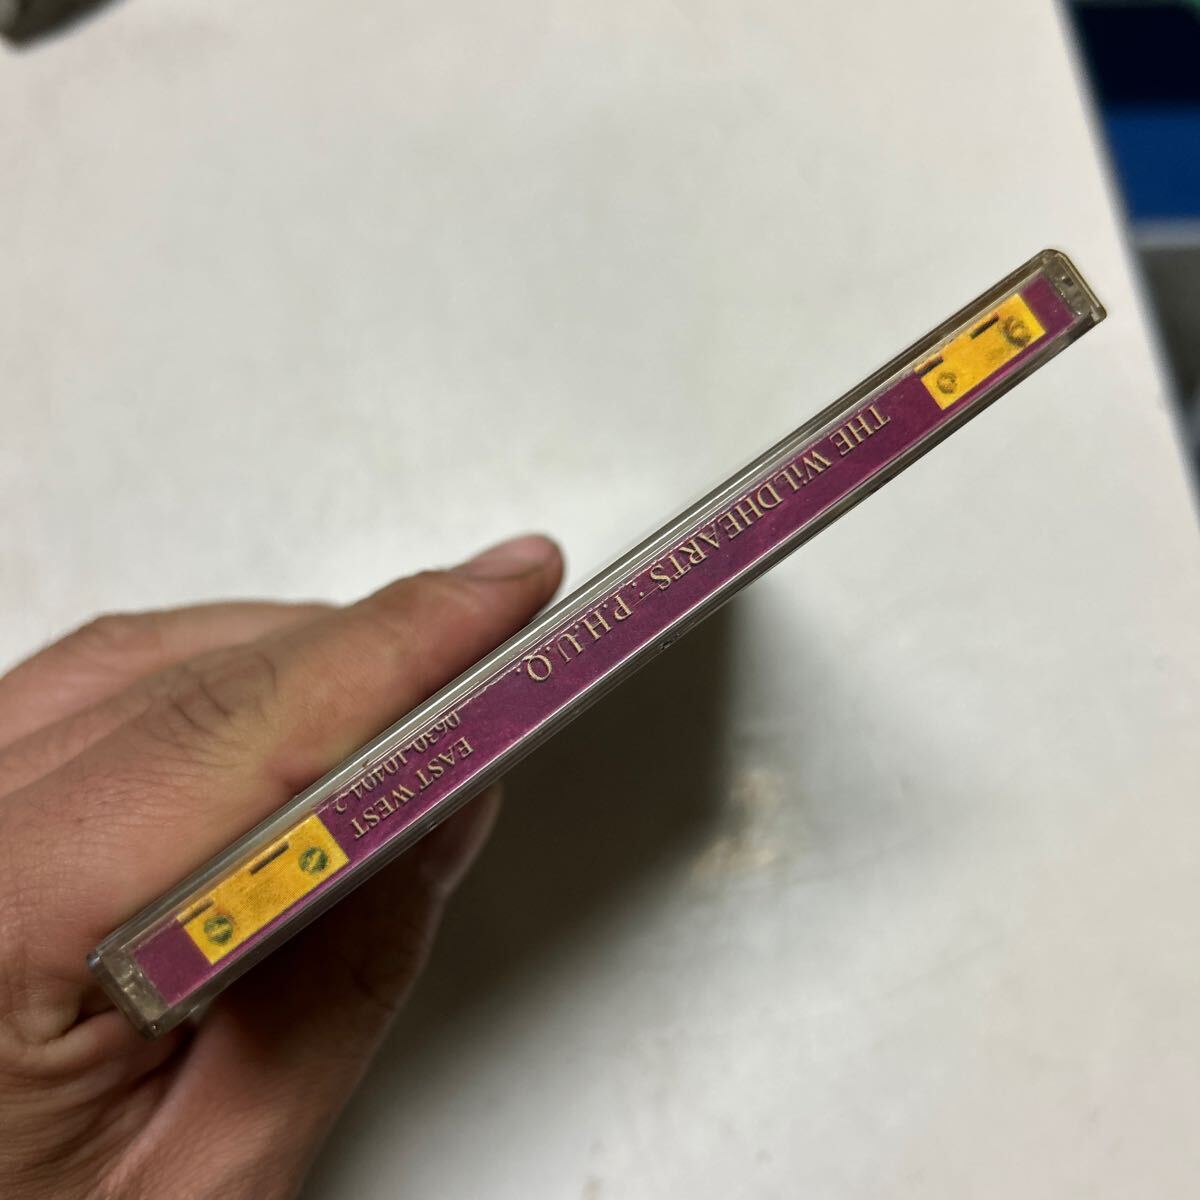 THE WiLDHEARTS : P.H.U.Q.
EAST WEST
0630-10404-2